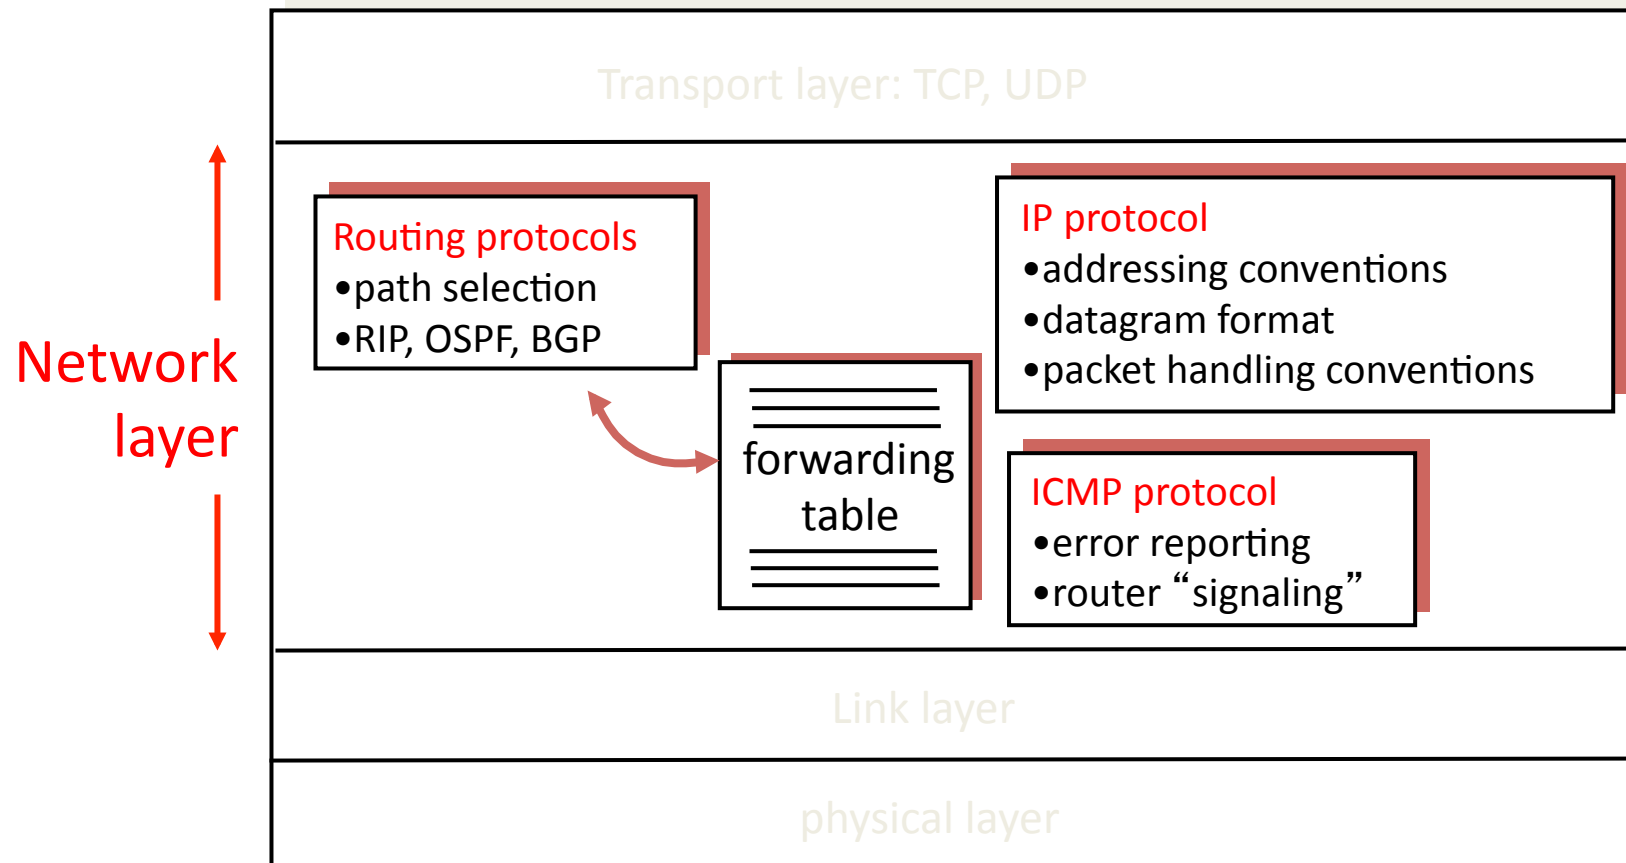 Transport layer: TCP, UDP
Network
layer
Routing protocols
•path selection
•RIP, OSPF, BGP
forwarding
table
IP protocol
•addressing conventions
•datagram format
•packet handling conventions
ICMP protocol
•error reporting
•router “signaling”
Link layer
physical layer